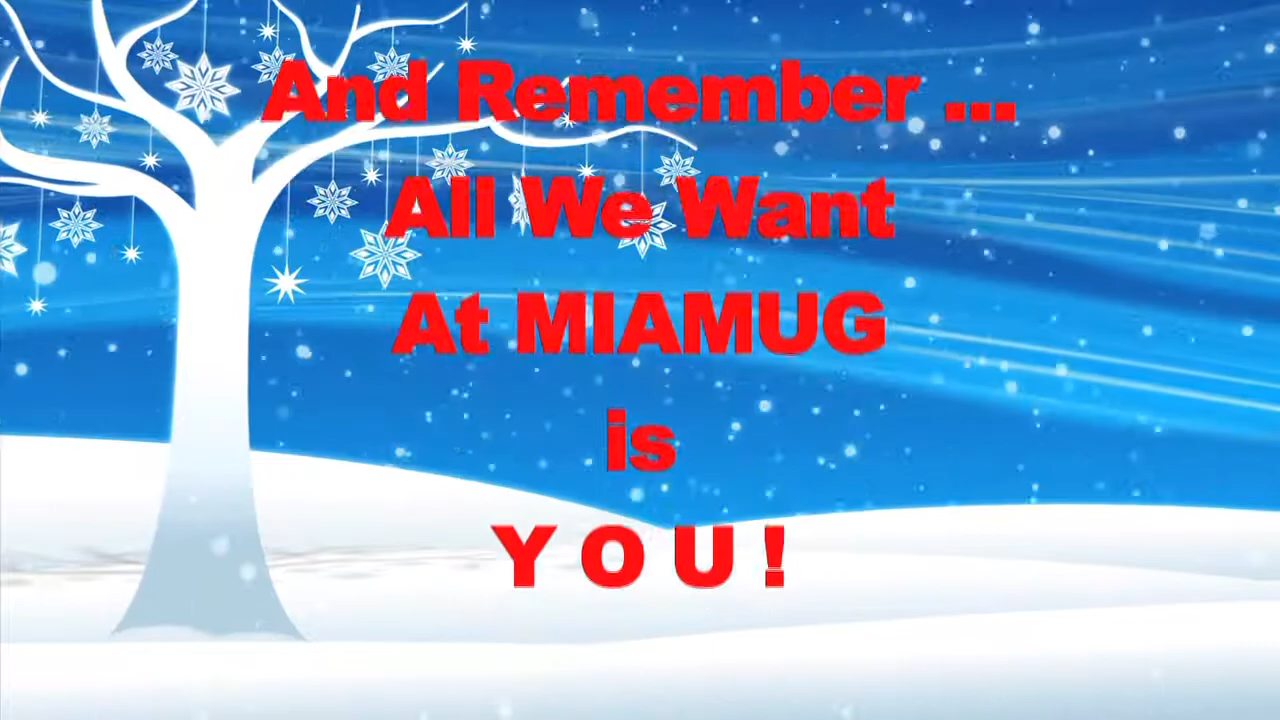 And Remember ...
All We Want
At MIAMUG
is
Y O U !